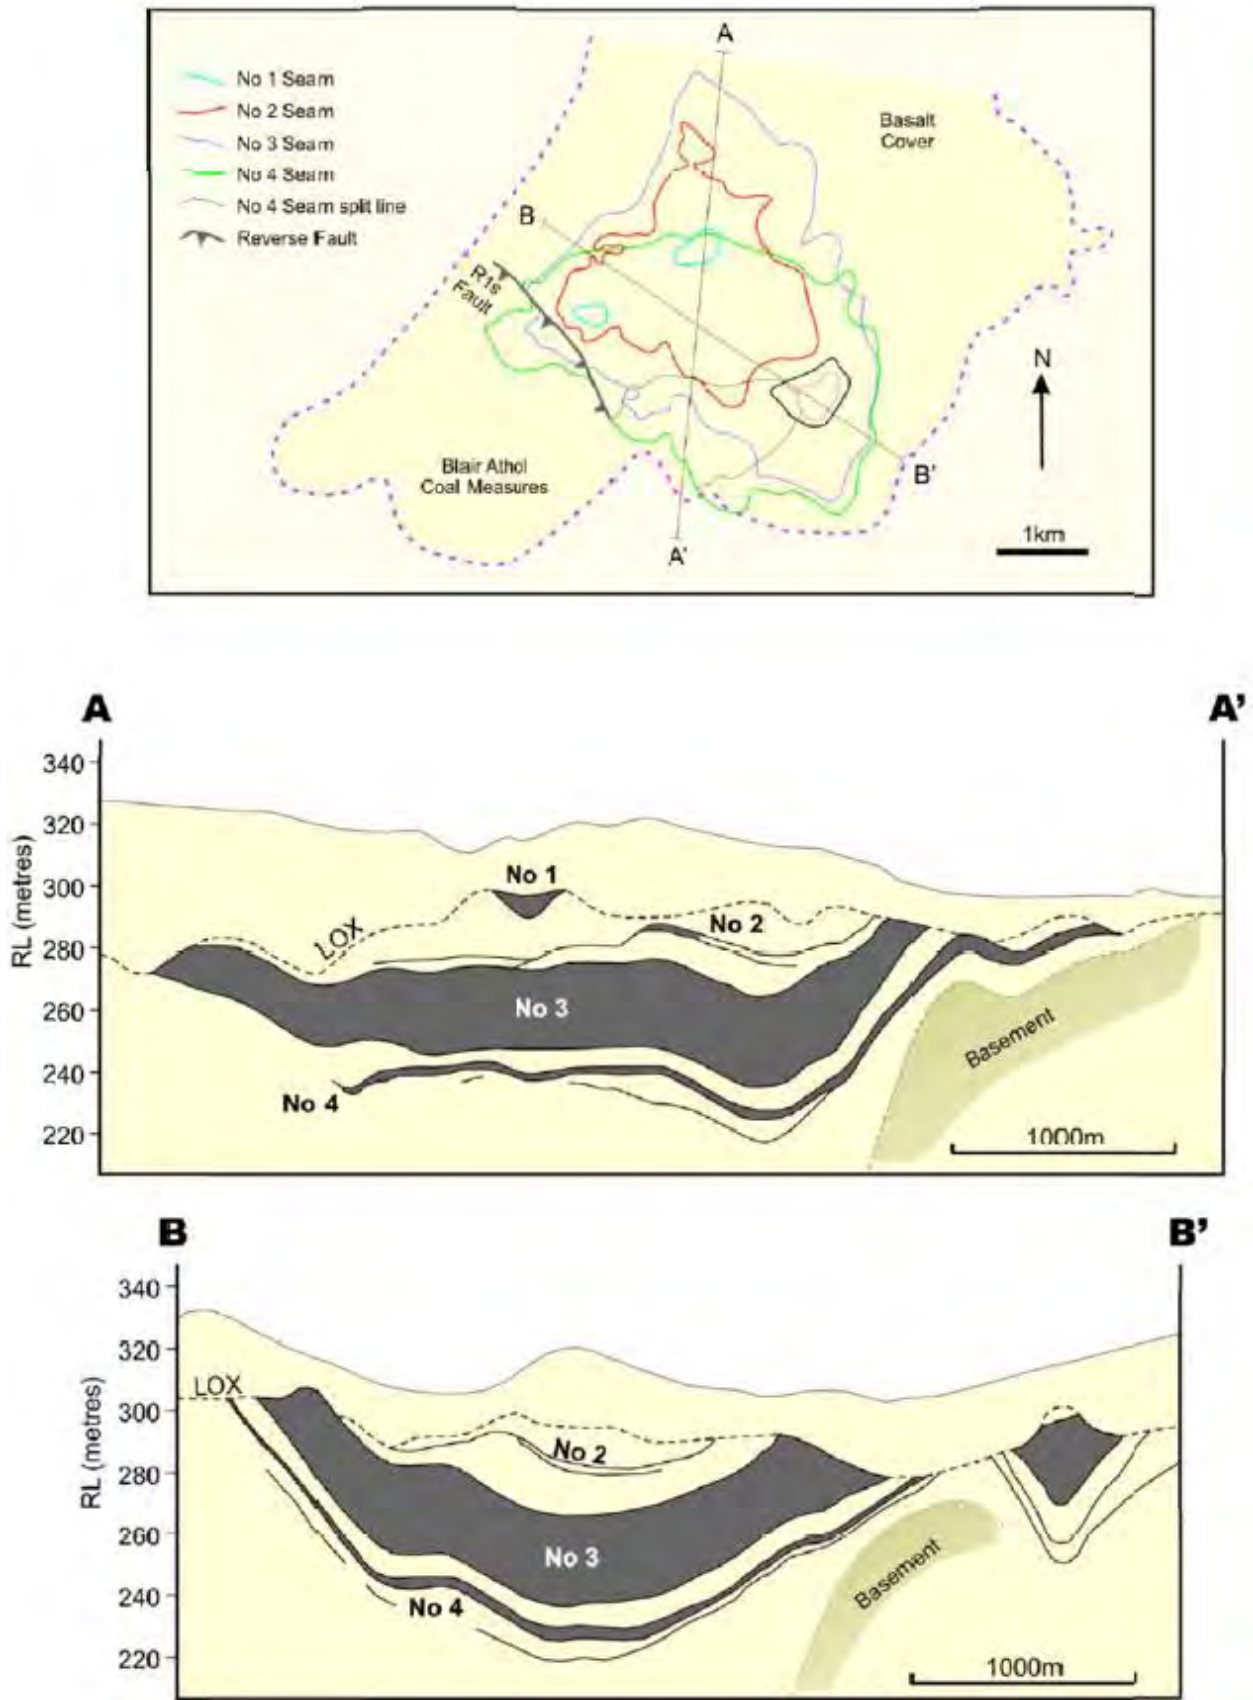 A
No 1 Seam
No 2 Seam
No 3 Seam
No 4 Seam
No 4 Seam split line
Reverse Fault
Basalt
Cover
B
R1s
Fault
N
Blair Athol
Coal Measures
B'
1km
A'
A
A'
340
320
300
280
260
240
220
RL (metres)
No 1
LOX
No 2
No 3
No 4
Basement
1000m
B
B'
340
320
300
280
260
240
220
RL (metres)
LOX
No 2
No 3
No 4
Basement
1000m